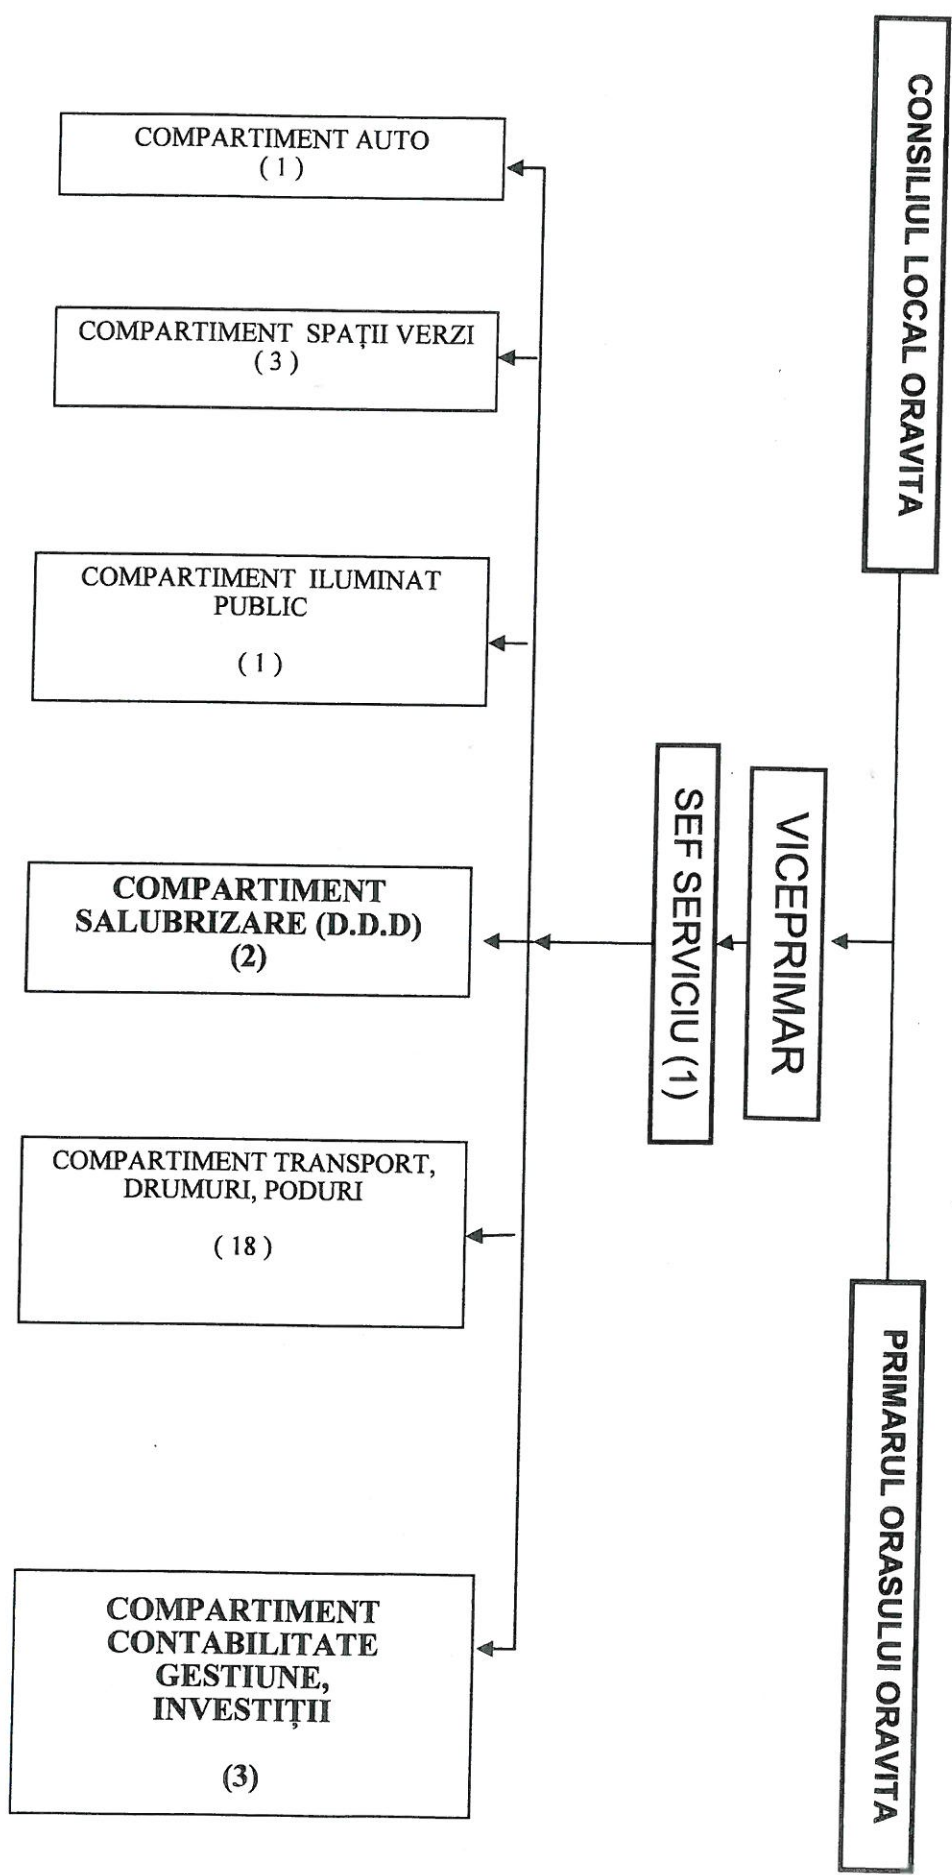 CONSILIUL LOCAL ORAVITA
PRIMARUL ORASULUI ORAVITA
VICEPRIMAR
SEF SERVICIU (1)
COMPARTIMENT AUTO
( 1 )
COMPARTIMENT SPAȚII VERZI
( 3 )
COMPARTIMENT ILUMINAT
PUBLIC
( 1 )
COMPARTIMENT
SALUBRIZARE (D.D.D)
(2)
COMPARTIMENT TRANSPORT,
DRUMURI, PODURI
( 18 )
COMPARTIMENT
CONTABILITATE
GESTIUNE,
INVESTIȚII
(3)